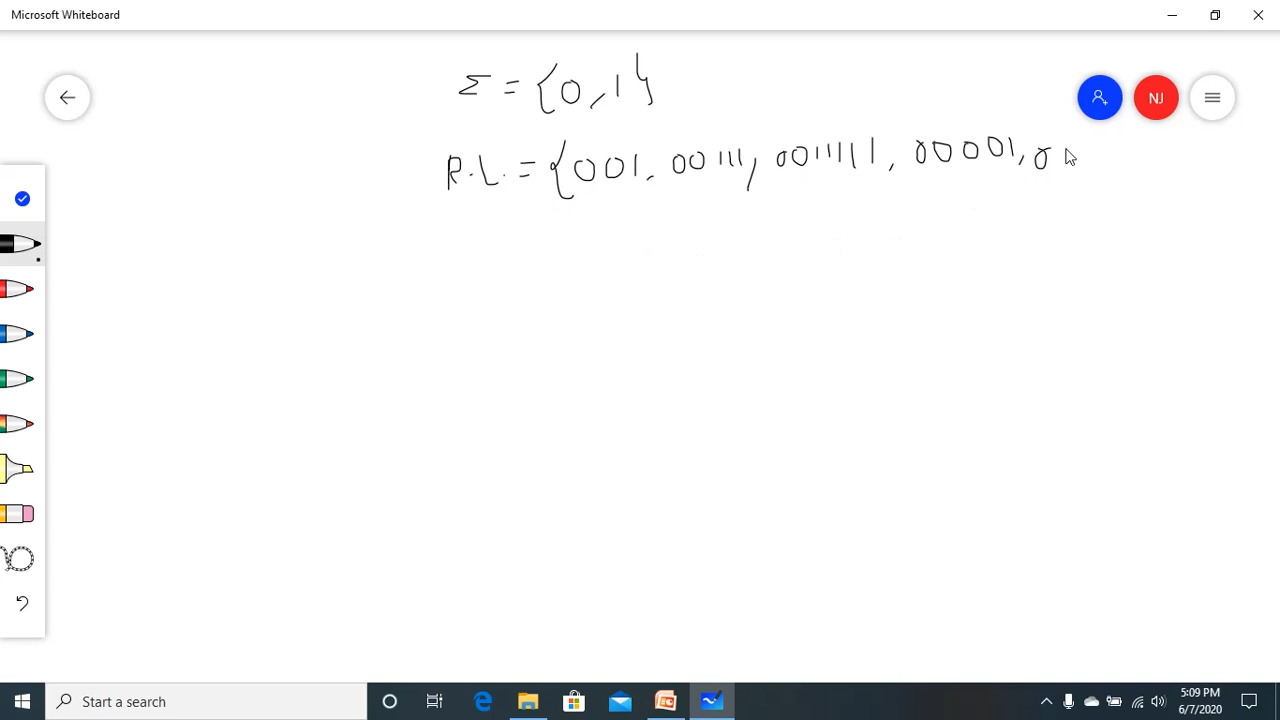 Microsoft Whiteboard
Σ = {0, 1}
NJ
R.L. = {001, 00111, 0011111, 00001, 0
Start a search
5:09 PM
6/7/2020